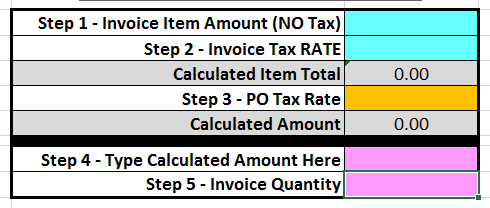 Step 1 - Invoice Item Amount (NO Tax)
Step 2 - Invoice Tax RATE
Calculated Item Total 0.00
Step 3 - PO Tax Rate
Calculated Amount 0.00
Step 4 - Type Calculated Amount Here
Step 5 - Invoice Quantity